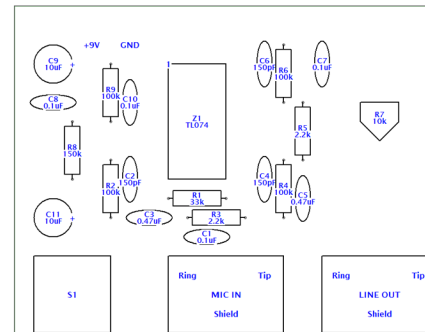 +9V GND
C9
10uF
+
C8
0.1uF
R9
100k
C10
0.1uF
1
Z1
TL074
C6
150pF
R6
100k
C7
0.1uF
R5
2.2k
R7
10k
R8
150k
R2
100k
C2
150pF
C4
150pF
R4
100k
C5
0.47uF
R1
33k
C11
10uF
+
C3
0.47uF
R3
2.2k
C1
0.1uF
S1
Ring Tip
MIC IN
Shield
Ring Tip
LINE OUT
Shield